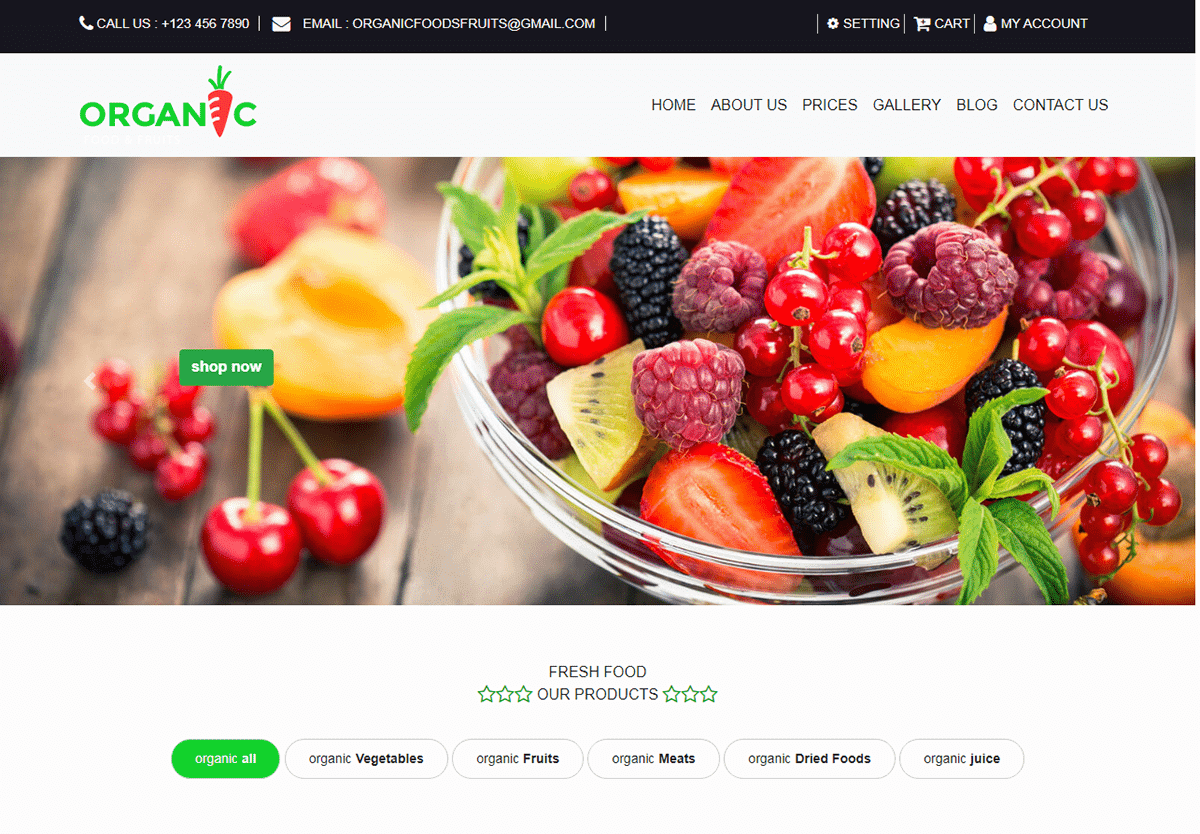 CALL US : +123 456 7890 | EMAIL : ORGANICFOODSFRUITS@GMAIL.COM | | SETTING | CART | MY ACCOUNT
ORGANIC
HOME ABOUT US PRICES GALLERY BLOG CONTACT US
shop now
FRESH FOOD
OUR PRODUCTS
organic all organic Vegetables organic Fruits organic Meats organic Dried Foods organic juice